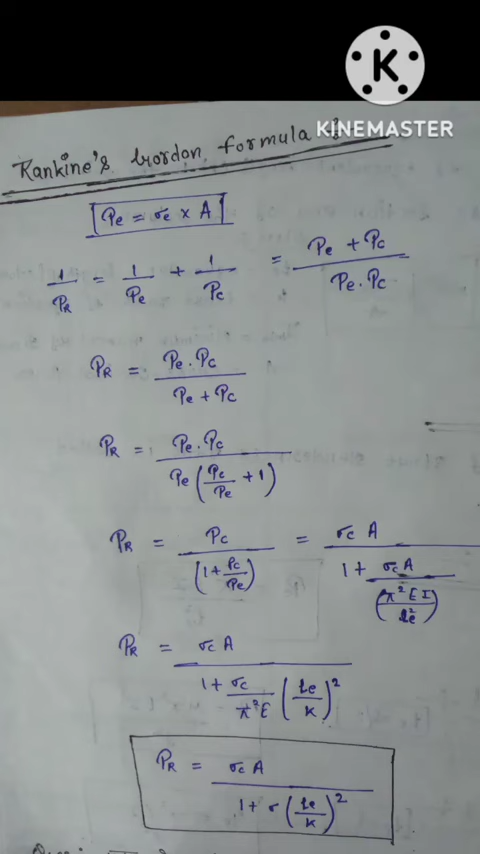 K
KINEMASTER
Rankine's Gordon formula
Pe = σe × A
1/PR = 1/Pe + 1/Pc = Pe + Pc / Pe . Pc
PR = Pe . Pc / Pe + Pc
PR = Pe . Pc / Pe (Pc/Pe + 1)
PR = Pc / (1 + Pc/Pe) = σc A / 1 + σc A / (π²EI / le²)
PR = σc A / 1 + σc / π²E (le/K)²
PR = σc A / 1 + σ (le/K)²